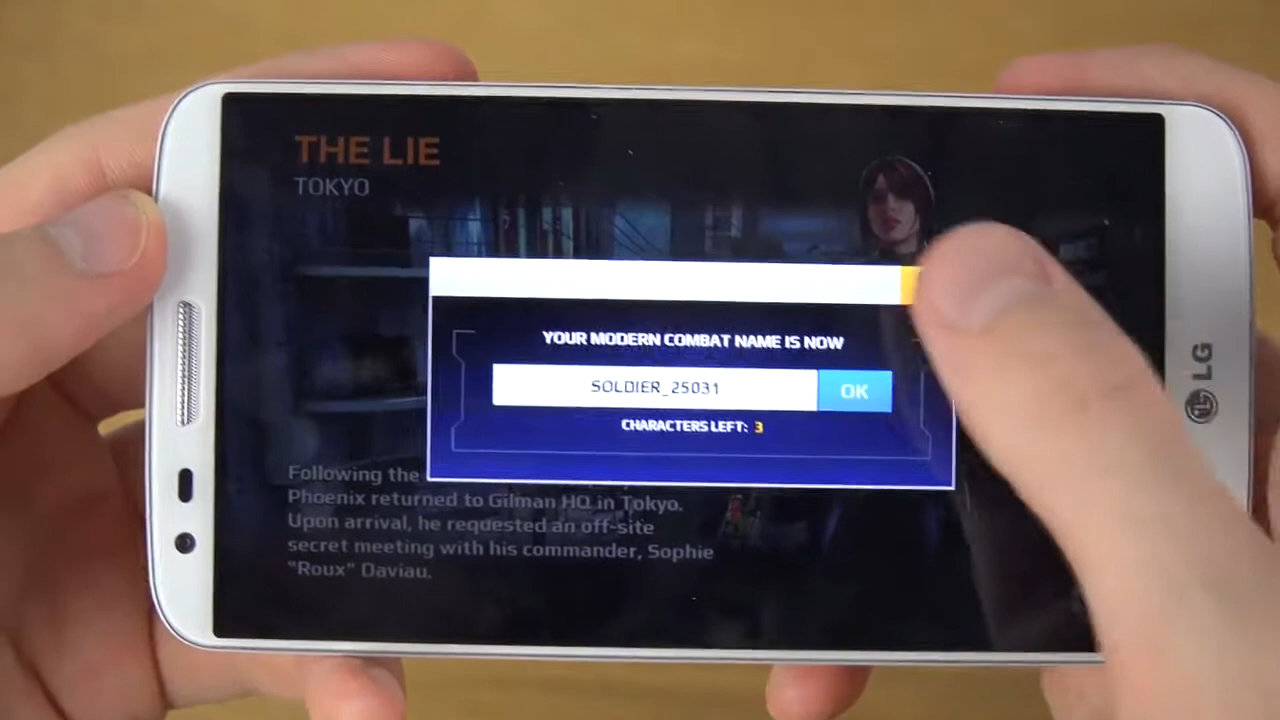 THE LIE
TOKYO
YOUR MODERN COMBAT NAME IS NOW
SOLDIER_25031
OK
CHARACTERS LEFT: 3
Following the
Phoenix returned to Gilman HQ in Tokyo.
Upon arrival, he requested an off-site
secret meeting with his commander, Sophie
"Roux" Daviau.
LG